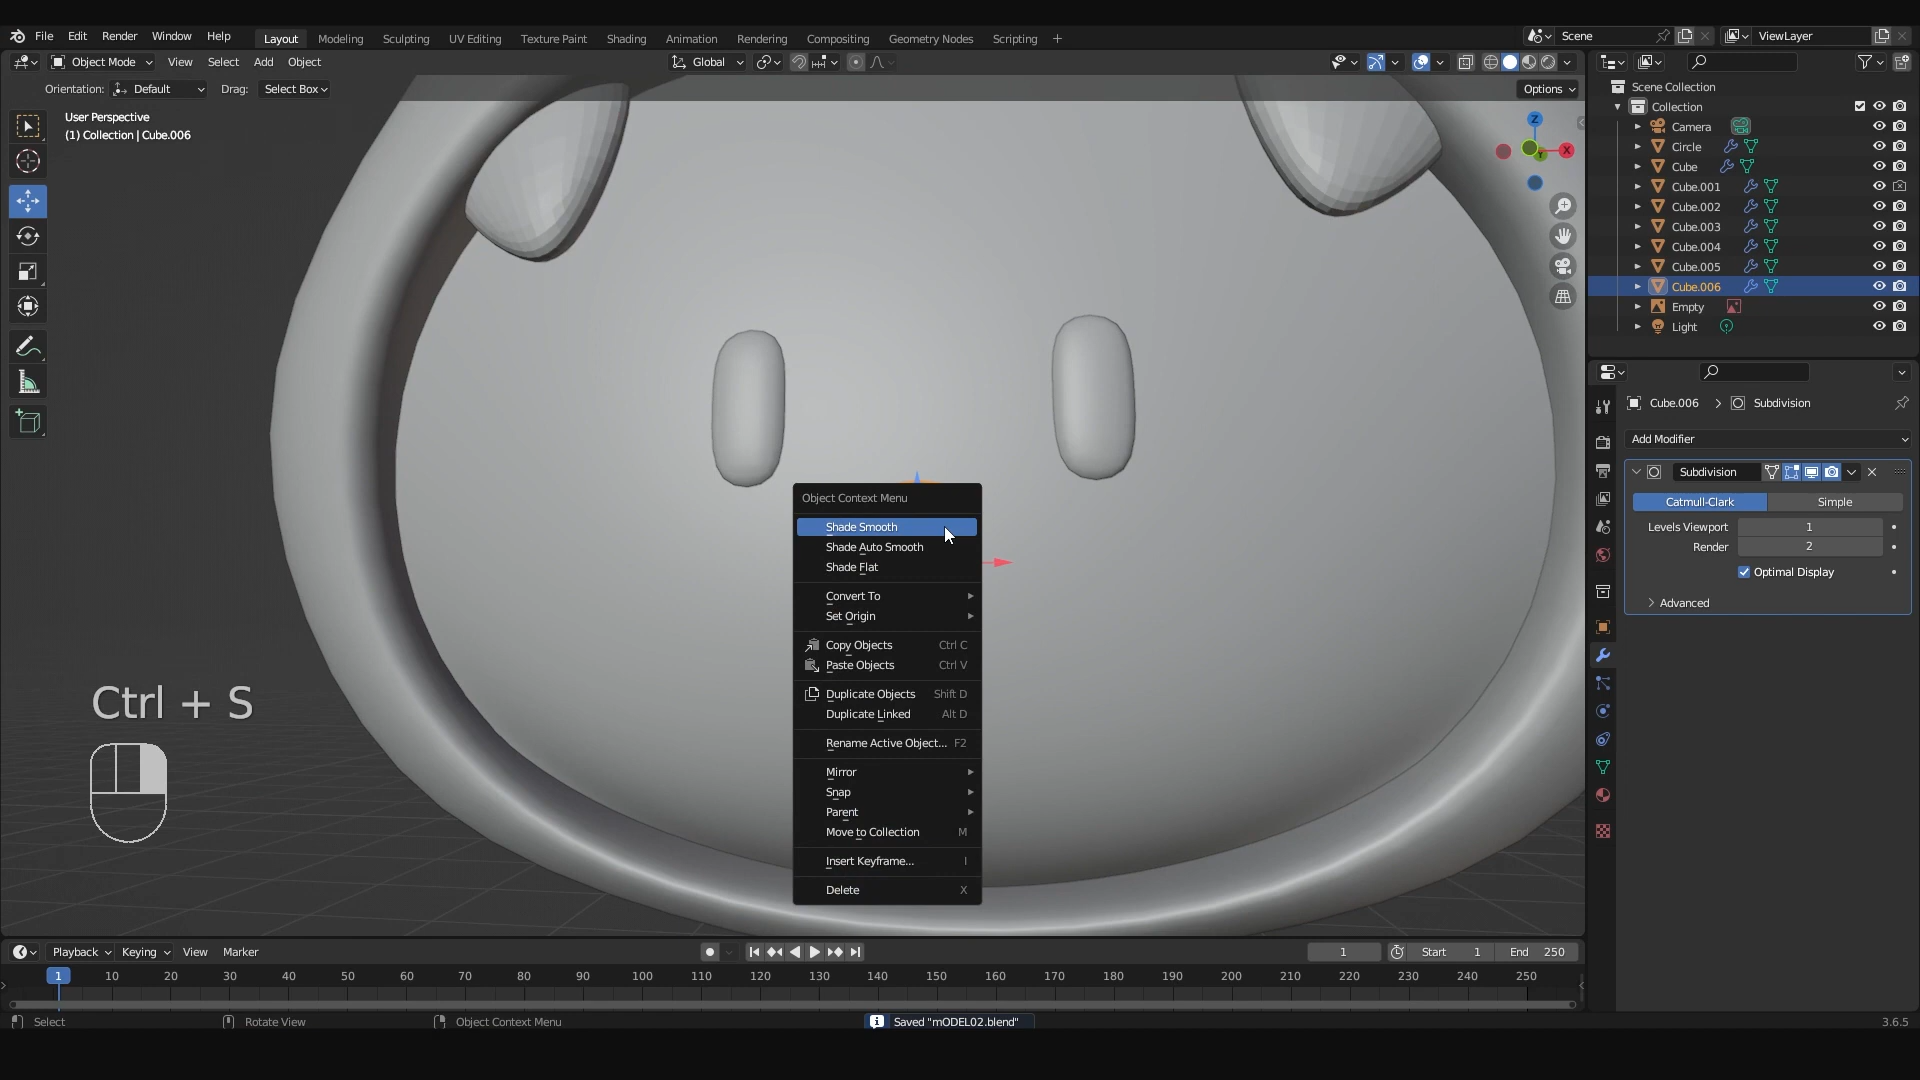 File Edit Render Window Help Layout Modeling Sculpting UV Editing Texture Paint Shading Animation Rendering Compositing Geometry Nodes Scripting + Scene ViewLayer
Object Mode View Select Add Object Global
Orientation: Default Drag: Select Box Options
User Perspective
(1) Collection | Cube.006
Z
X
Y
Scene Collection
Collection
Camera
Circle
Cube
Cube.001
Cube.002
Cube.003
Cube.004
Cube.005
Cube.006
Empty
Light
Cube.006 > Subdivision
Add Modifier
Subdivision
Catmull-Clark Simple
Levels Viewport 1
Render 2
Optimal Display
Advanced
Object Context Menu
Shade Smooth
Shade Auto Smooth
Shade Flat
Convert To
Set Origin
Copy Objects Ctrl C
Paste Objects Ctrl V
Duplicate Objects Shift D
Duplicate Linked Alt D
Rename Active Object... F2
Mirror
Snap
Parent
Move to Collection M
Insert Keyframe... I
Delete X
Ctrl + S
Playback Keying View Marker 1 Start 1 End 250
1 10 20 30 40 50 60 70 80 90 100 110 120 130 140 150 160 170 180 190 200 210 220 230 240 250
Select Rotate View Object Context Menu Saved "mODEL02.blend" 3.6.5